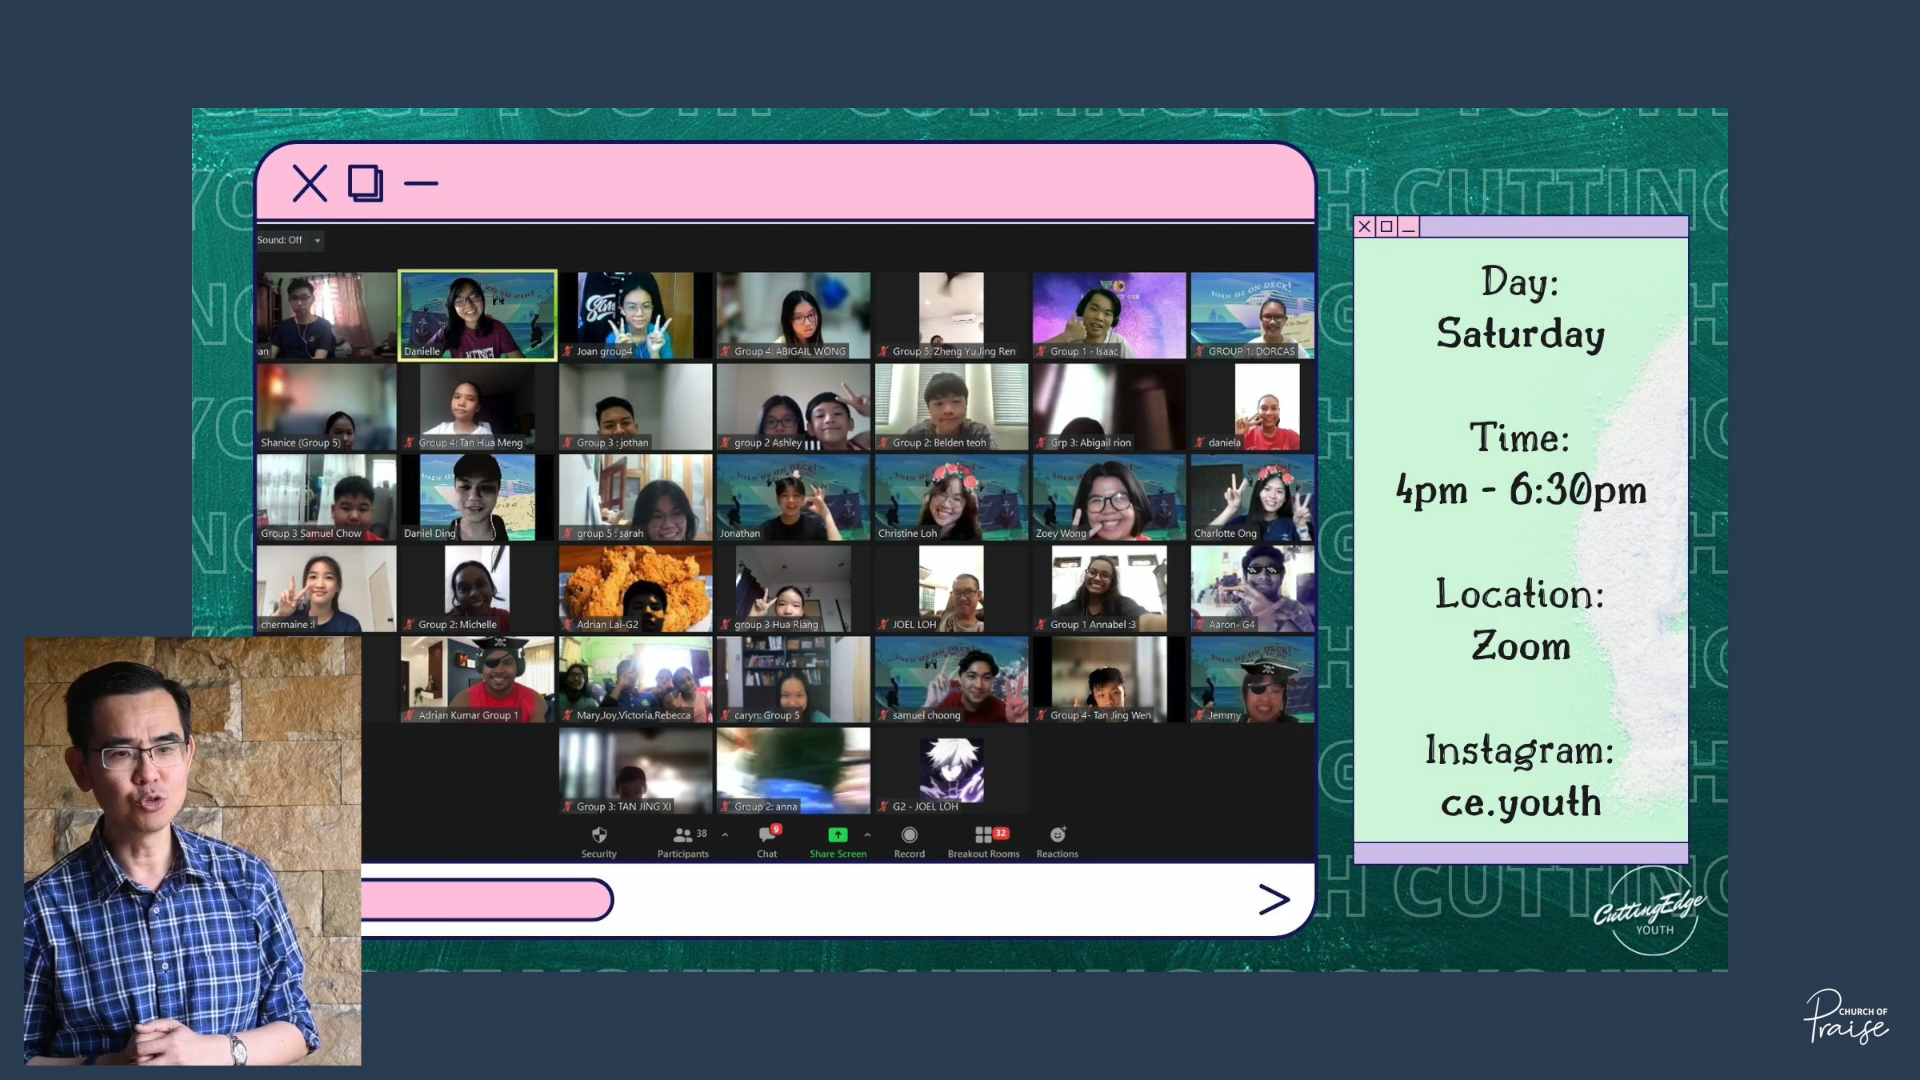 Sound: Off
an
Danielle
Joan group4
Group 4: ABIGAIL WONG
Group 5: Zheng Yu Jing Ren
Group 1 - Isaac
GROUP 1: DORCAS
JOIN US ON DECK!
Shanice (Group 5)
Group 4: Tan Hua Meng
Group 3 : jothan
group 2 Ashley
Group 2: Belden teoh
Grp 3: Abigail rion
daniela
Group 3 Samuel Chow
Daniel Ding
group 5 : sarah
Jonathan
Christine Loh
Zoey Wong
Charlotte Ong
chermaine :l
Group 2: Michelle
Adrian Lai-G2
group 3 Hua Riang
JOEL LOH
Group 1 Annabel :3
Aaron- G4
Adrian Kumar Group 1
Mary,Joy,Victoria,Rebecca
caryn: Group 5
samuel choong
Group 4- Tan Jing Wen
Jemmy
Group 3: TAN JING XI
Group 2: anna
G2 - JOEL LOH
38
9
32
Security
Participants
Chat
Share Screen
Record
Breakout Rooms
Reactions
Day:
Saturday
Time:
4pm - 6:30pm
Location:
Zoom
Instagram:
ce.youth
CuttingEdge
YOUTH
CHURCH OF
Praise